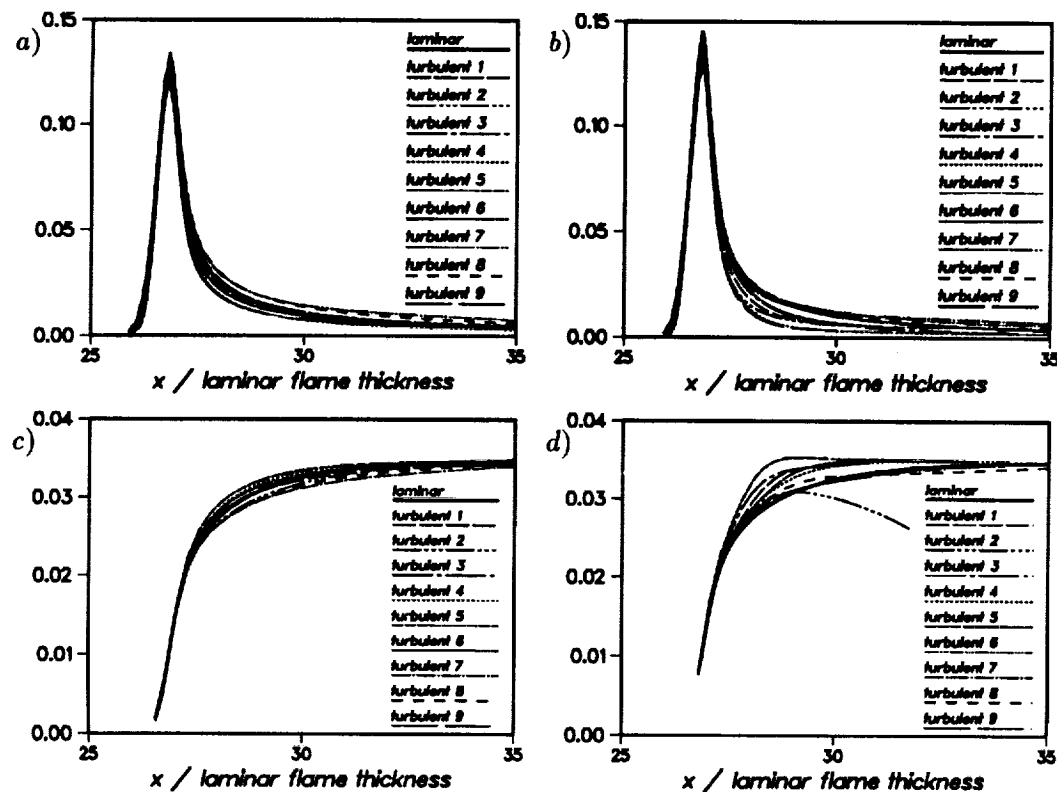 a)
0.15
0.10
0.05
0.00
25
30
35
x / laminar flame thickness
laminar
turbulent 1
turbulent 2
turbulent 3
turbulent 4
turbulent 5
turbulent 6
turbulent 7
turbulent 8
turbulent 9
b)
0.15
0.10
0.05
0.00
25
30
35
x / laminar flame thickness
laminar
turbulent 1
turbulent 2
turbulent 3
turbulent 4
turbulent 5
turbulent 6
turbulent 7
turbulent 8
turbulent 9
c)
0.04
0.03
0.02
0.01
0.00
25
30
35
x / laminar flame thickness
laminar
turbulent 1
turbulent 2
turbulent 3
turbulent 4
turbulent 5
turbulent 6
turbulent 7
turbulent 8
turbulent 9
d)
0.04
0.03
0.02
0.01
0.00
25
30
35
x / laminar flame thickness
laminar
turbulent 1
turbulent 2
turbulent 3
turbulent 4
turbulent 5
turbulent 6
turbulent 7
turbulent 8
turbulent 9